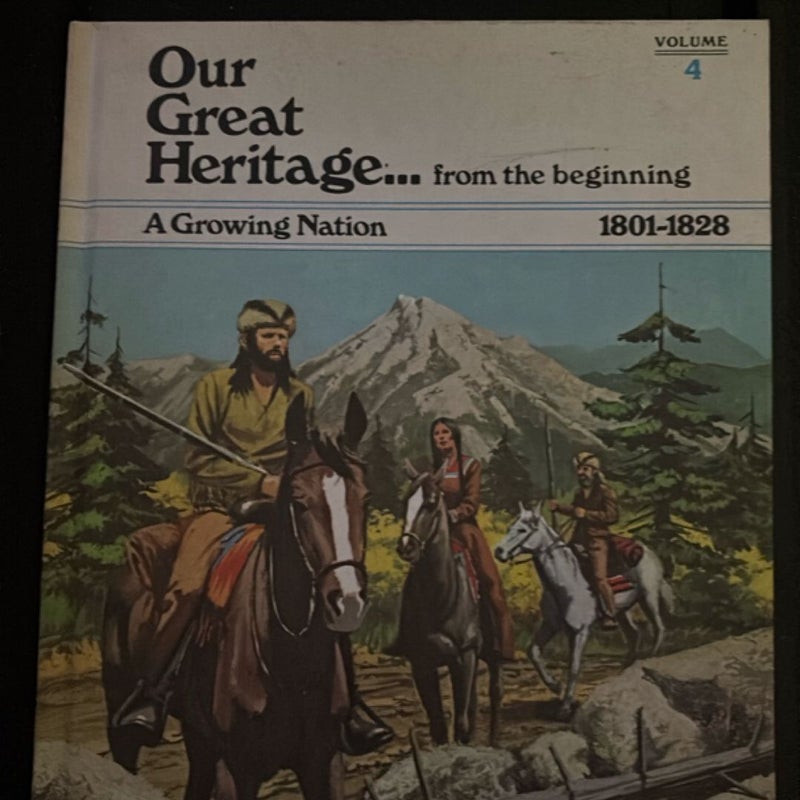 VOLUME
4
Our
Great
Heritage... from the beginning
A Growing Nation 1801-1828